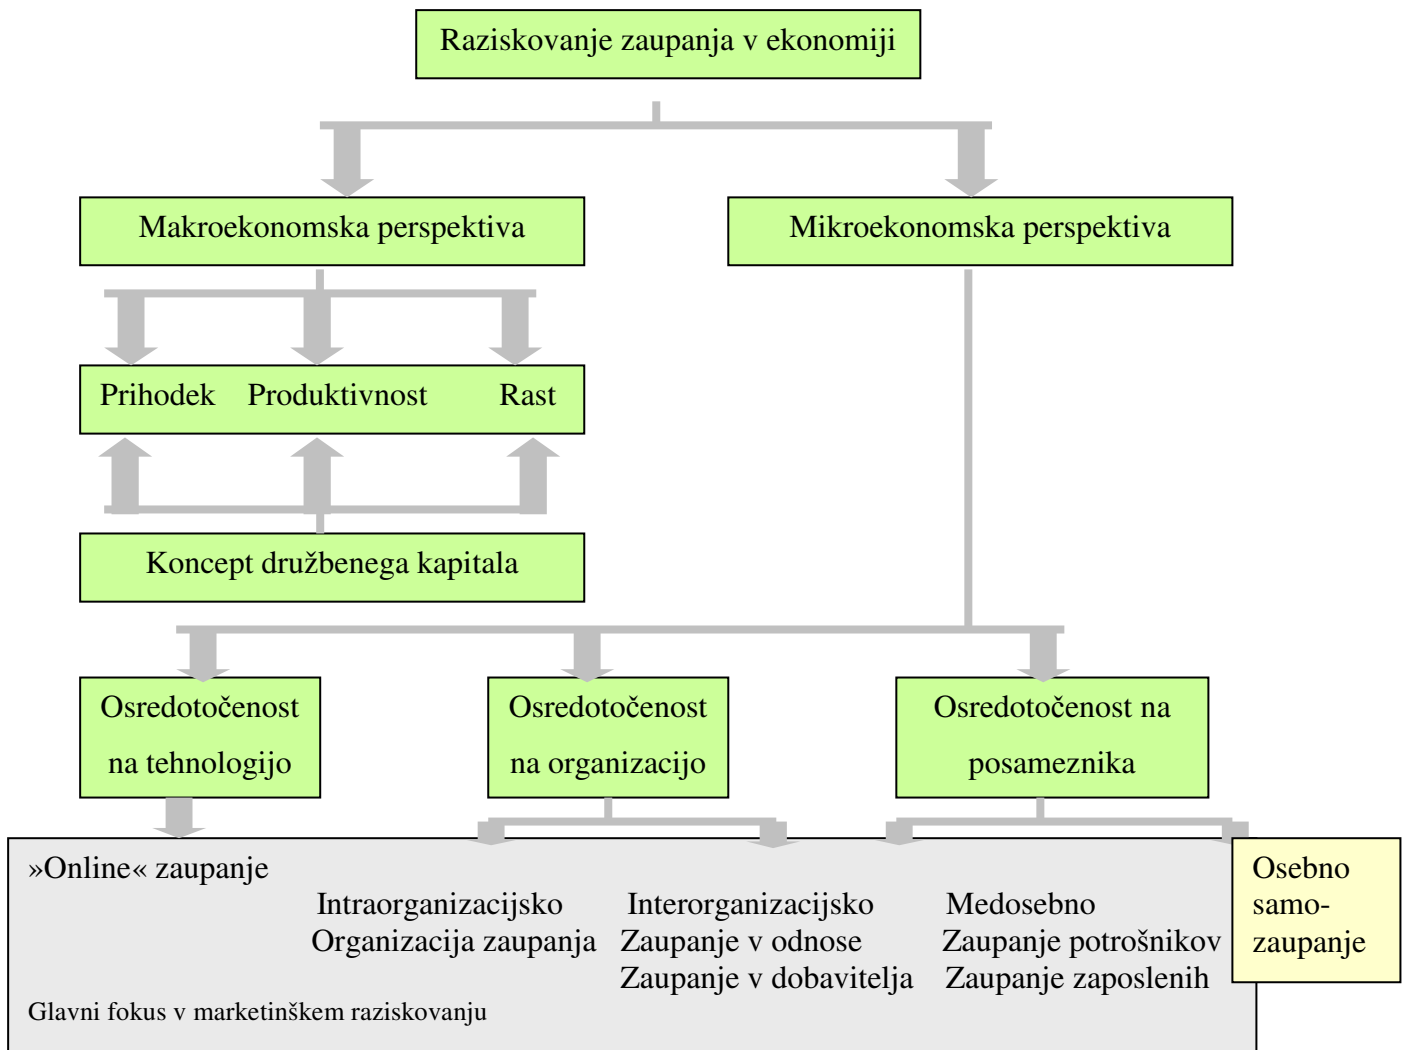 Raziskovanje zaupanja v ekonomiji
Makroekonomska perspektiva
Mikroekonomska perspektiva
Prihodek Produktivnost Rast
Koncept družbenega kapitala
Osredotočenost
na tehnologijo
Osredotočenost
na organizacijo
Osredotočenost na
posameznika
»Online« zaupanje
Intraorganizacijsko
Organizacija zaupanja
Interorganizacijsko
Zaupanje v odnose
Zaupanje v dobavitelja
Medosebno
Zaupanje potrošnikov
Zaupanje zaposlenih
Osebno
samo-
zaupanje
Glavni fokus v marketinškem raziskovanju